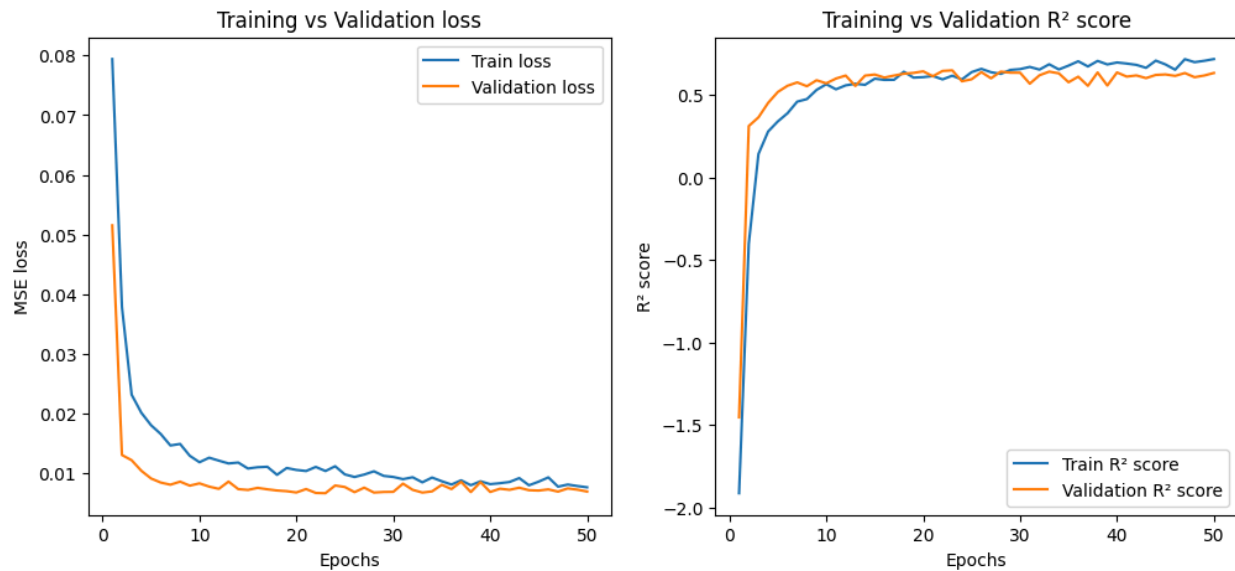 Training vs Validation loss
0.08
0.07
0.06
0.05
0.04
0.03
0.02
0.01
MSE loss
Train loss
Validation loss
0 10 20 30 40 50
Epochs
Training vs Validation R² score
0.5
0.0
−0.5
−1.0
−1.5
−2.0
R² score
Train R² score
Validation R² score
0 10 20 30 40 50
Epochs